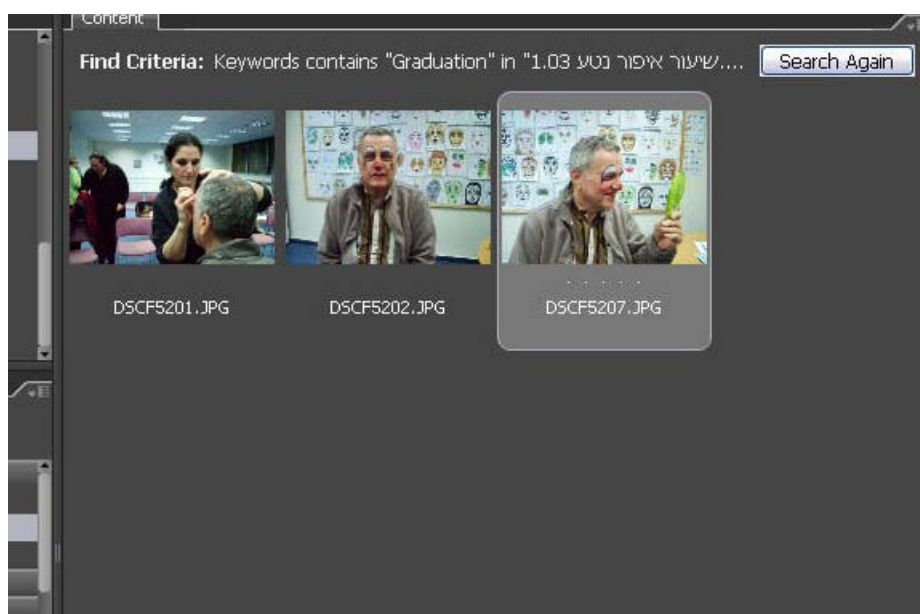 Content
Find Criteria: Keywords contains "Graduation" in "1.03 שיעור איפור נטע.... Search Again
DSCF5201.JPG DSCF5202.JPG DSCF5207.JPG